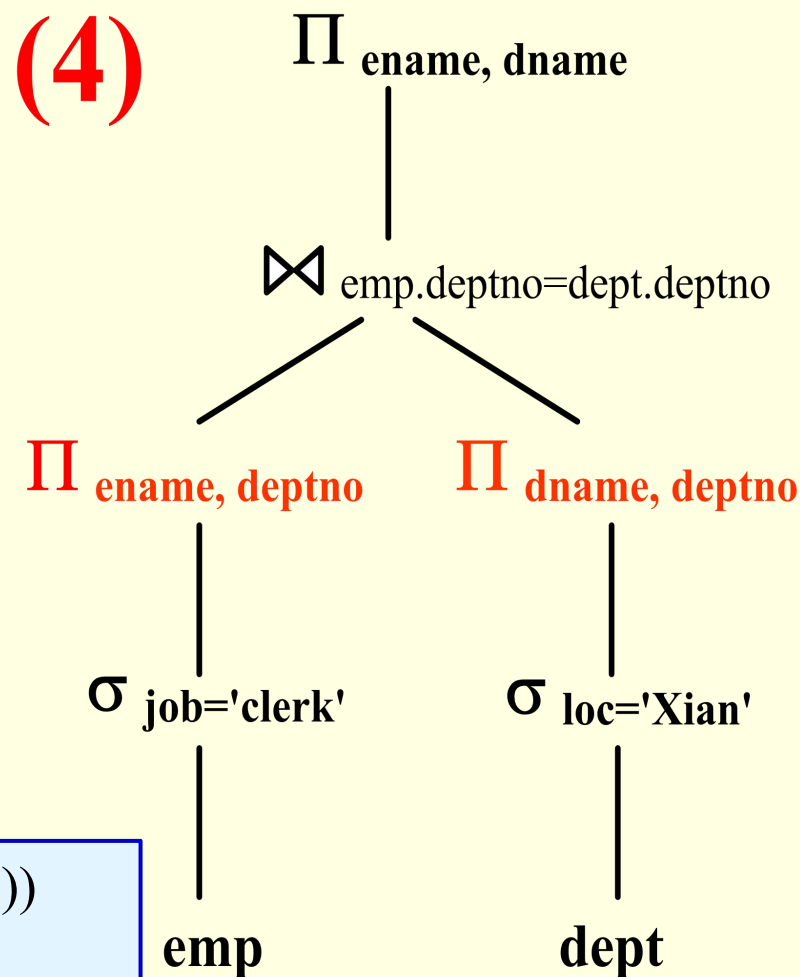 (4)
Π ename, dname
⋈ emp.deptno=dept.deptno
Π ename, deptno
Π dname, deptno
σ job='clerk'
σ loc='Xian'
))
emp
dept